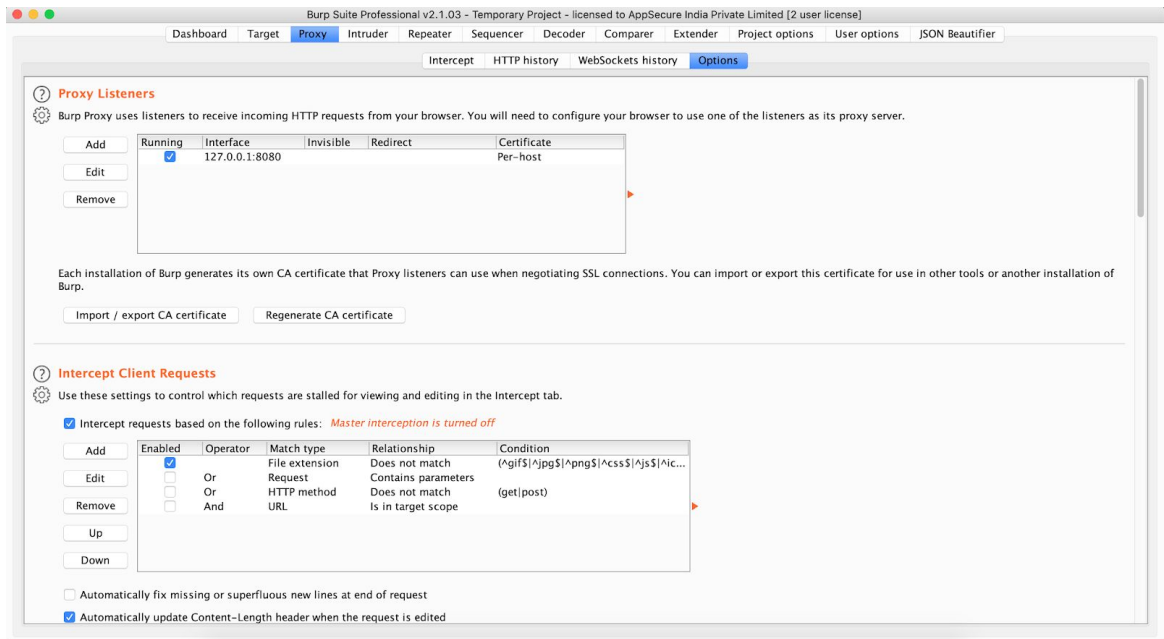 Burp Suite Professional v2.1.03 - Temporary Project - licensed to AppSecure India Private Limited [2 user license]
Dashboard Target Proxy Intruder Repeater Sequencer Decoder Comparer Extender Project options User options JSON Beautifier
Intercept HTTP history WebSockets history Options
? Proxy Listeners
Burp Proxy uses listeners to receive incoming HTTP requests from your browser. You will need to configure your browser to use one of the listeners as its proxy server.
Add Running Interface Invisible Redirect Certificate
127.0.0.1:8080 Per-host
Edit
Remove
Each installation of Burp generates its own CA certificate that Proxy listeners can use when negotiating SSL connections. You can import or export this certificate for use in other tools or another installation of
Burp.
Import / export CA certificate Regenerate CA certificate
? Intercept Client Requests
Use these settings to control which requests are stalled for viewing and editing in the Intercept tab.
Intercept requests based on the following rules: Master interception is turned off
Add Enabled Operator Match type Relationship Condition
File extension Does not match (^gif$|^jpg$|^png$|^css$|^js$|^ic...
Edit Or Request Contains parameters
Or HTTP method Does not match (get|post)
Remove And URL Is in target scope
Up
Down
Automatically fix missing or superfluous new lines at end of request
Automatically update Content-Length header when the request is edited